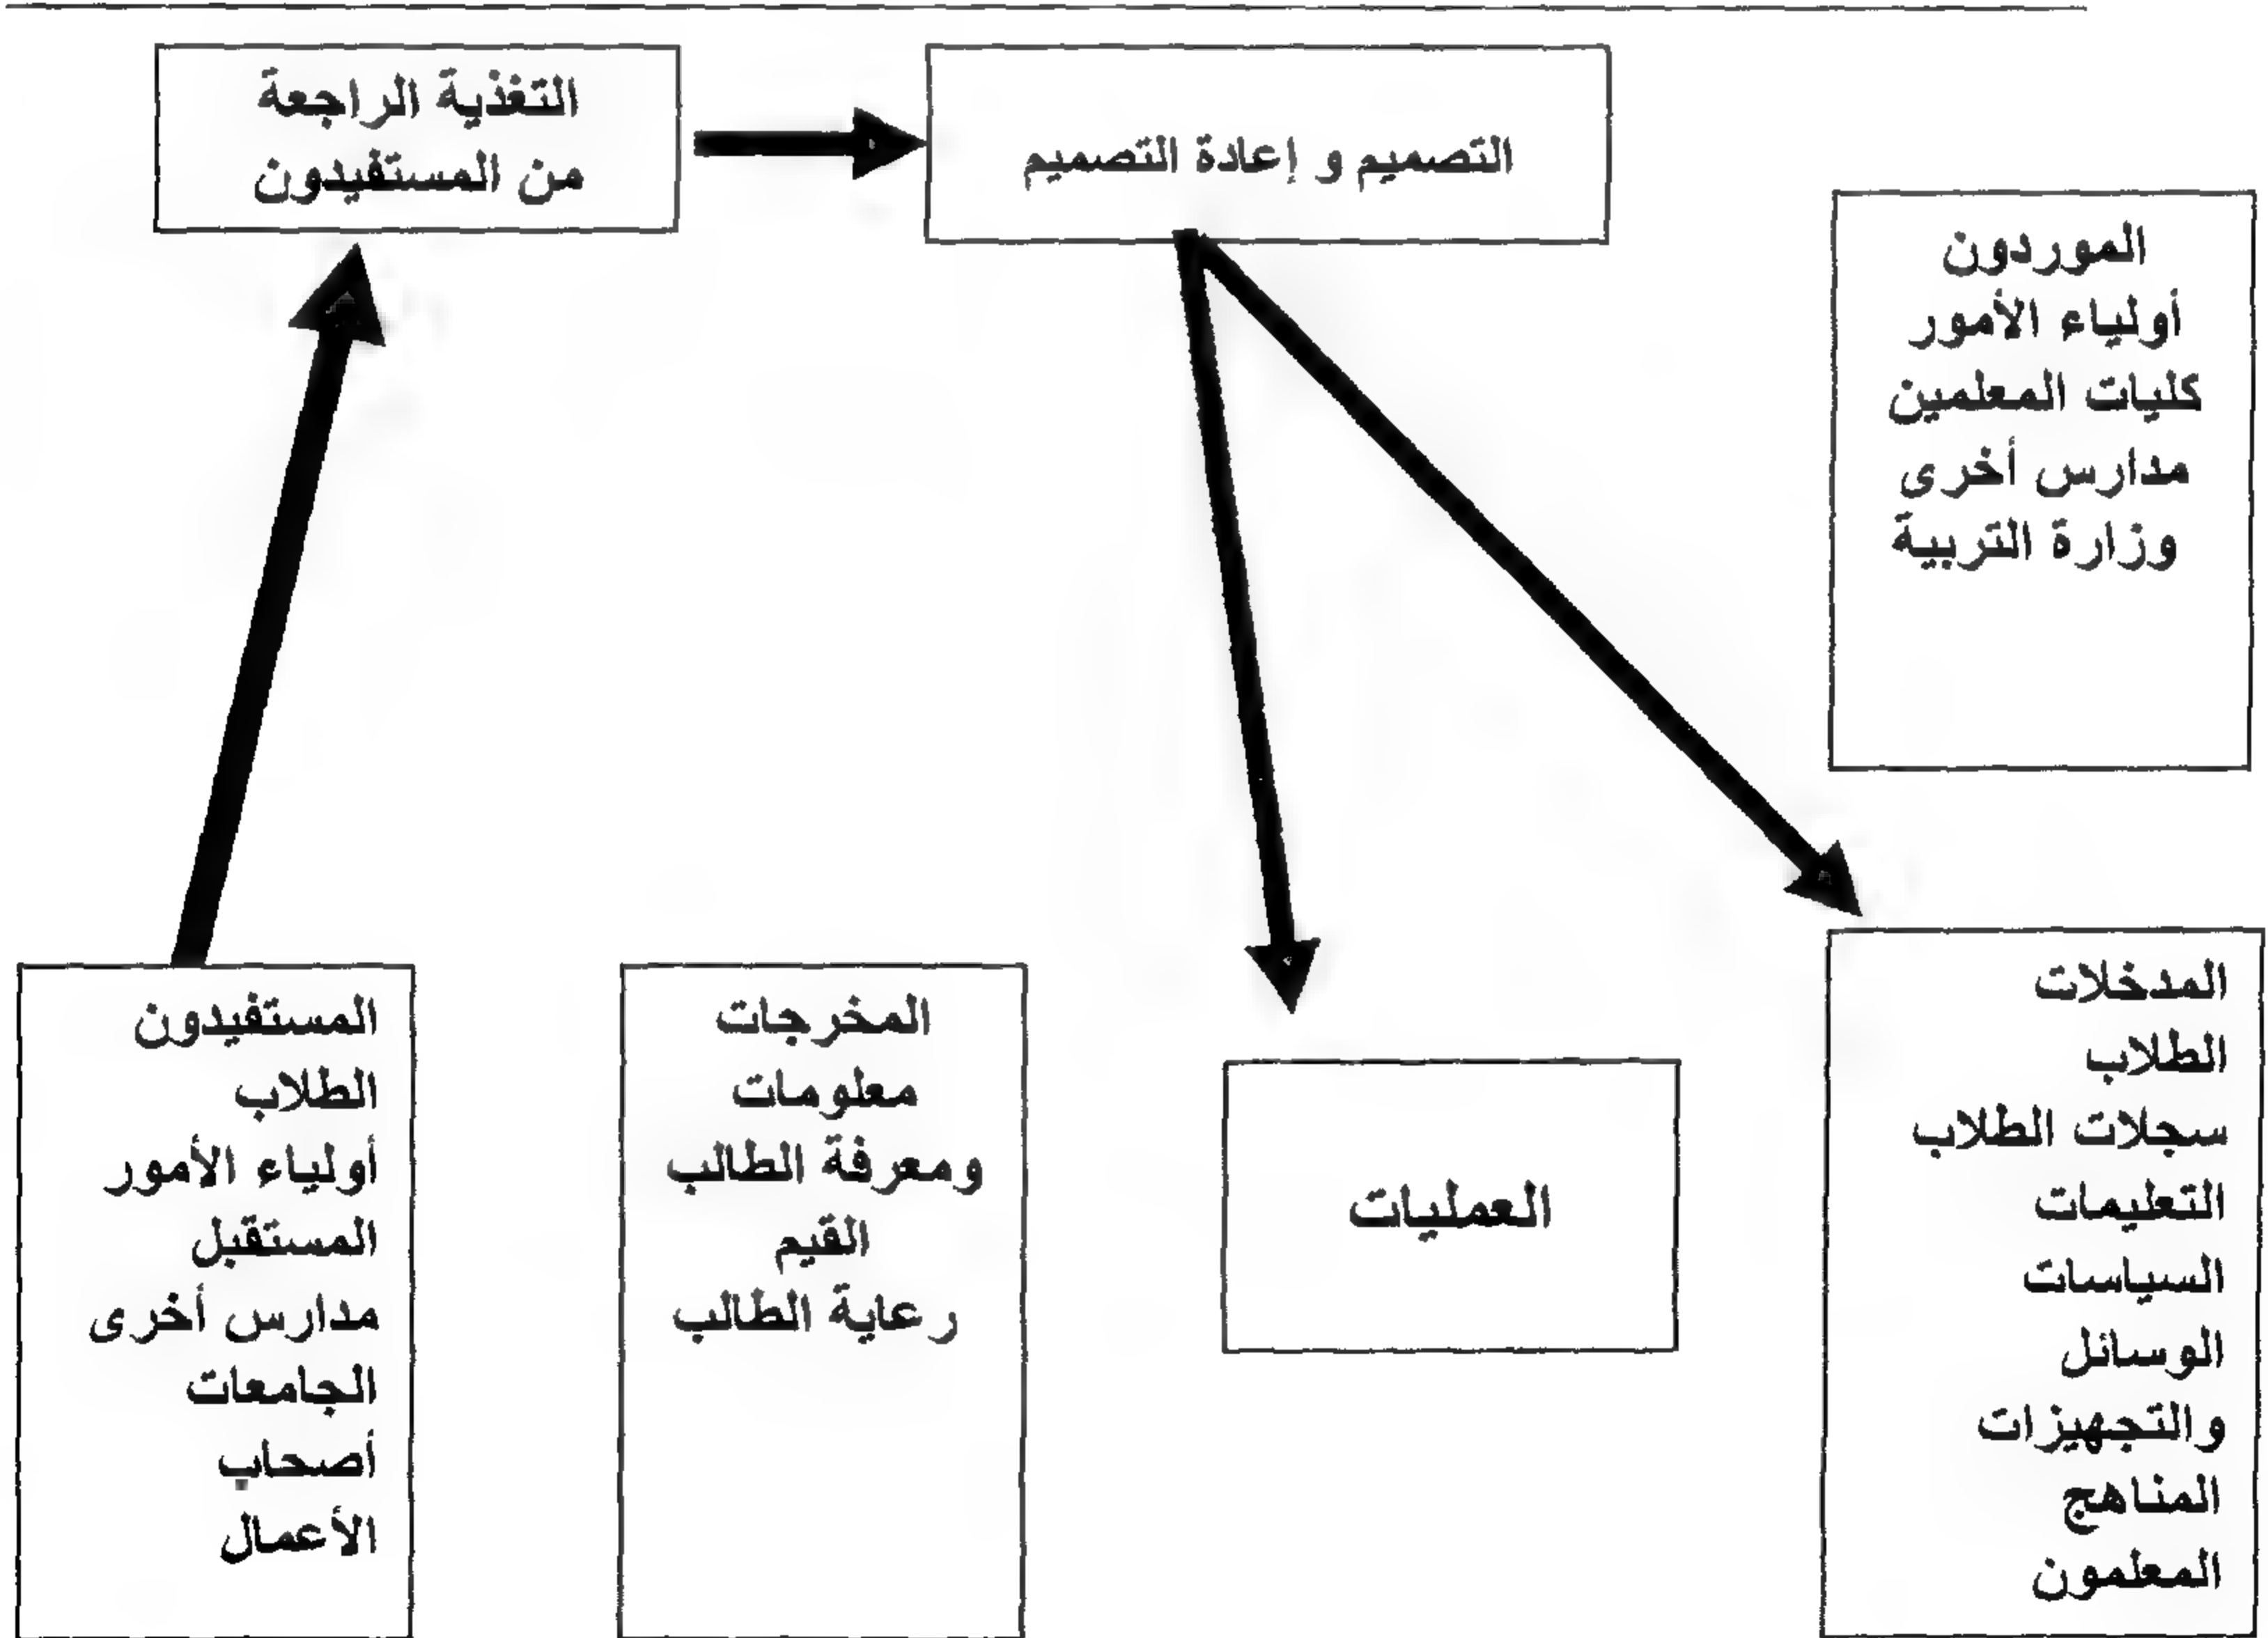 التغذية الراجعة
من المستفيدون
التصميم و إعادة التصميم
الموردون
أولياء الأمور
كليات المعلمين
مدارس أخرى
وزارة التربية
المدخلات
الطلاب
سجلات الطلاب
التعليمات
السياسات
الوسائل
والتجهيزات
المناهج
المعلمون
العمليات
المخرجات
معلومات
ومعرفة الطالب
القيم
رعاية الطالب
المستفيدون
الطلاب
أولياء الأمور
المستقبل
مدارس أخرى
الجامعات
أصحاب
الأعمال